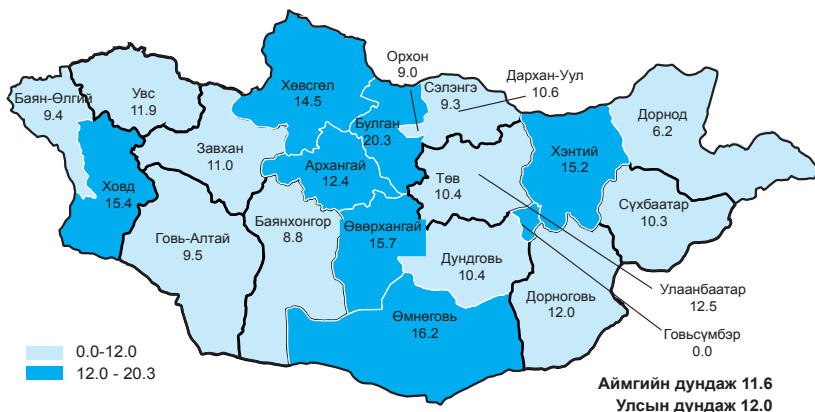 Орхон
9.0
Баян-Өлгий
9.4
Увс
11.9
Хөвсгөл
14.5
Сэлэнгэ
9.3
Дархан-Уул
10.6
Дорнод
6.2
Завхан
11.0
Булган
20.3
Архангай
12.4
Хэнтий
15.2
Ховд
15.4
Төв
10.4
Сүхбаатар
10.3
Говь-Алтай
9.5
Баянхонгор
8.8
Өвөрхангай
15.7
Дундговь
10.4
Дорноговь
12.0
Улаанбаатар
12.5
Өмнөговь
16.2
Говьсүмбэр
0.0
0.0-12.0
12.0 - 20.3
Аймгийн дундаж 11.6
Улсын дундаж 12.0